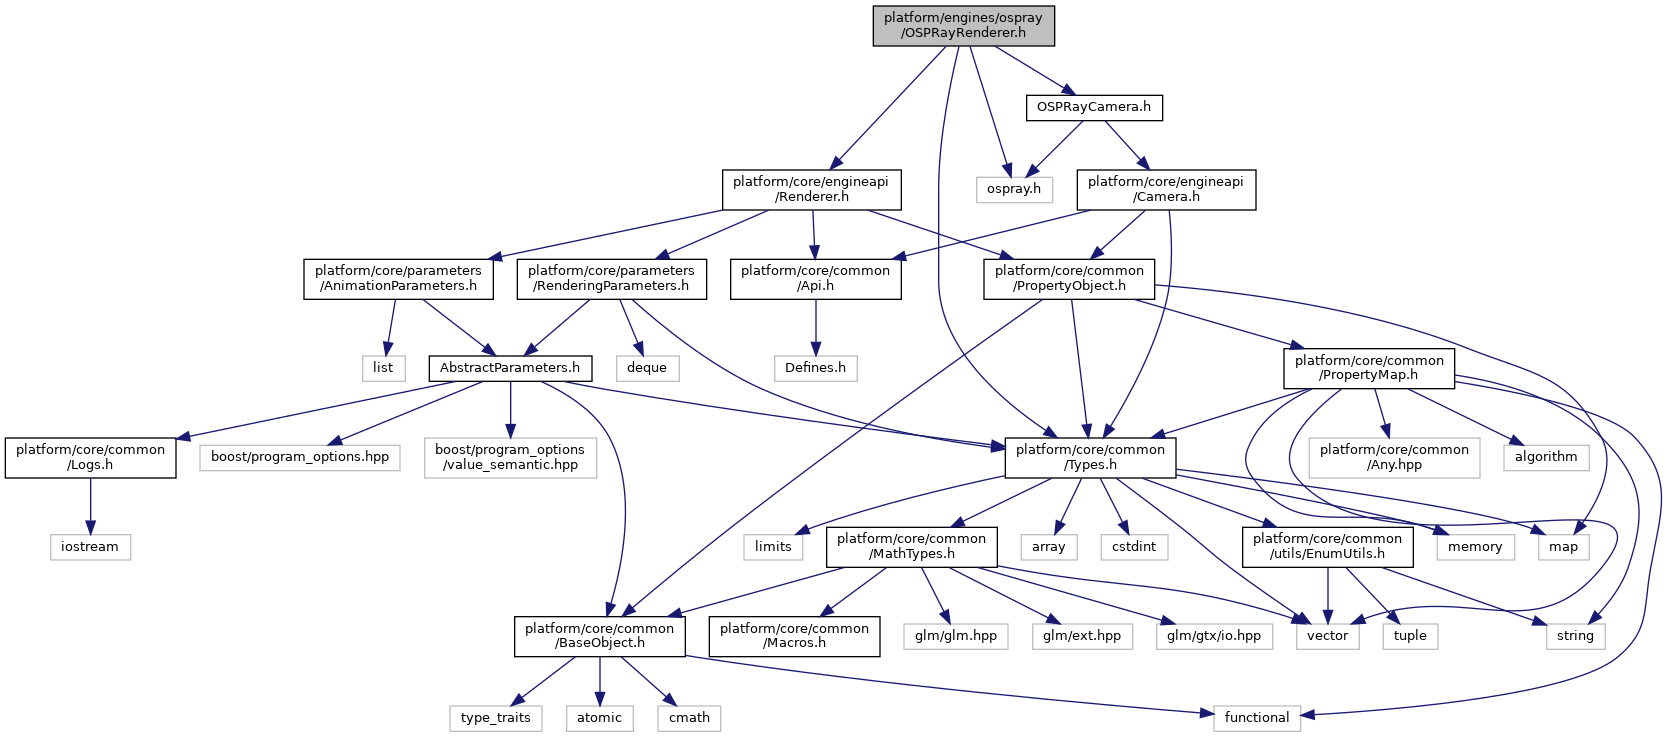 platform/engines/ospray
/OSPRayRenderer.h
OSPRayCamera.h
platform/core/engineapi
/Renderer.h
ospray.h
platform/core/engineapi
/Camera.h
platform/core/parameters
/AnimationParameters.h
platform/core/parameters
/RenderingParameters.h
platform/core/common
/Api.h
platform/core/common
/PropertyObject.h
list
AbstractParameters.h
deque
Defines.h
platform/core/common
/PropertyMap.h
platform/core/common
/Logs.h
boost/program_options.hpp
boost/program_options
/value_semantic.hpp
platform/core/common
/Types.h
platform/core/common
/Any.hpp
algorithm
iostream
limits
platform/core/common
/MathTypes.h
array
cstdint
platform/core/common
/utils/EnumUtils.h
memory
map
platform/core/common
/BaseObject.h
platform/core/common
/Macros.h
glm/glm.hpp
glm/ext.hpp
glm/gtx/io.hpp
vector
tuple
string
type_traits
atomic
cmath
functional